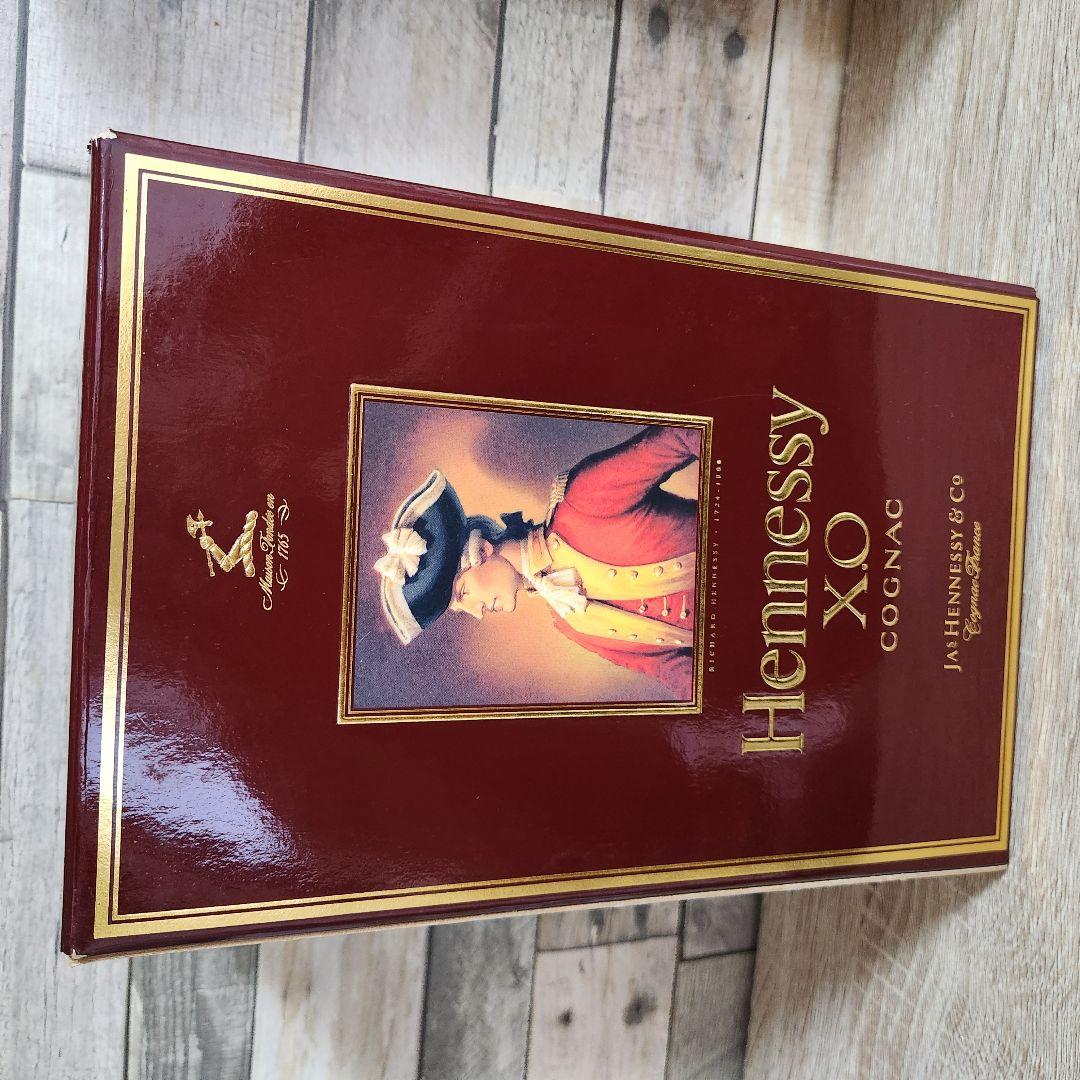 Maison Fondée en
1765
RICHARD HENNESSY · 1724-1800
Hennessy
X.O
COGNAC
JAS HENNESSY & Co
Cognac France